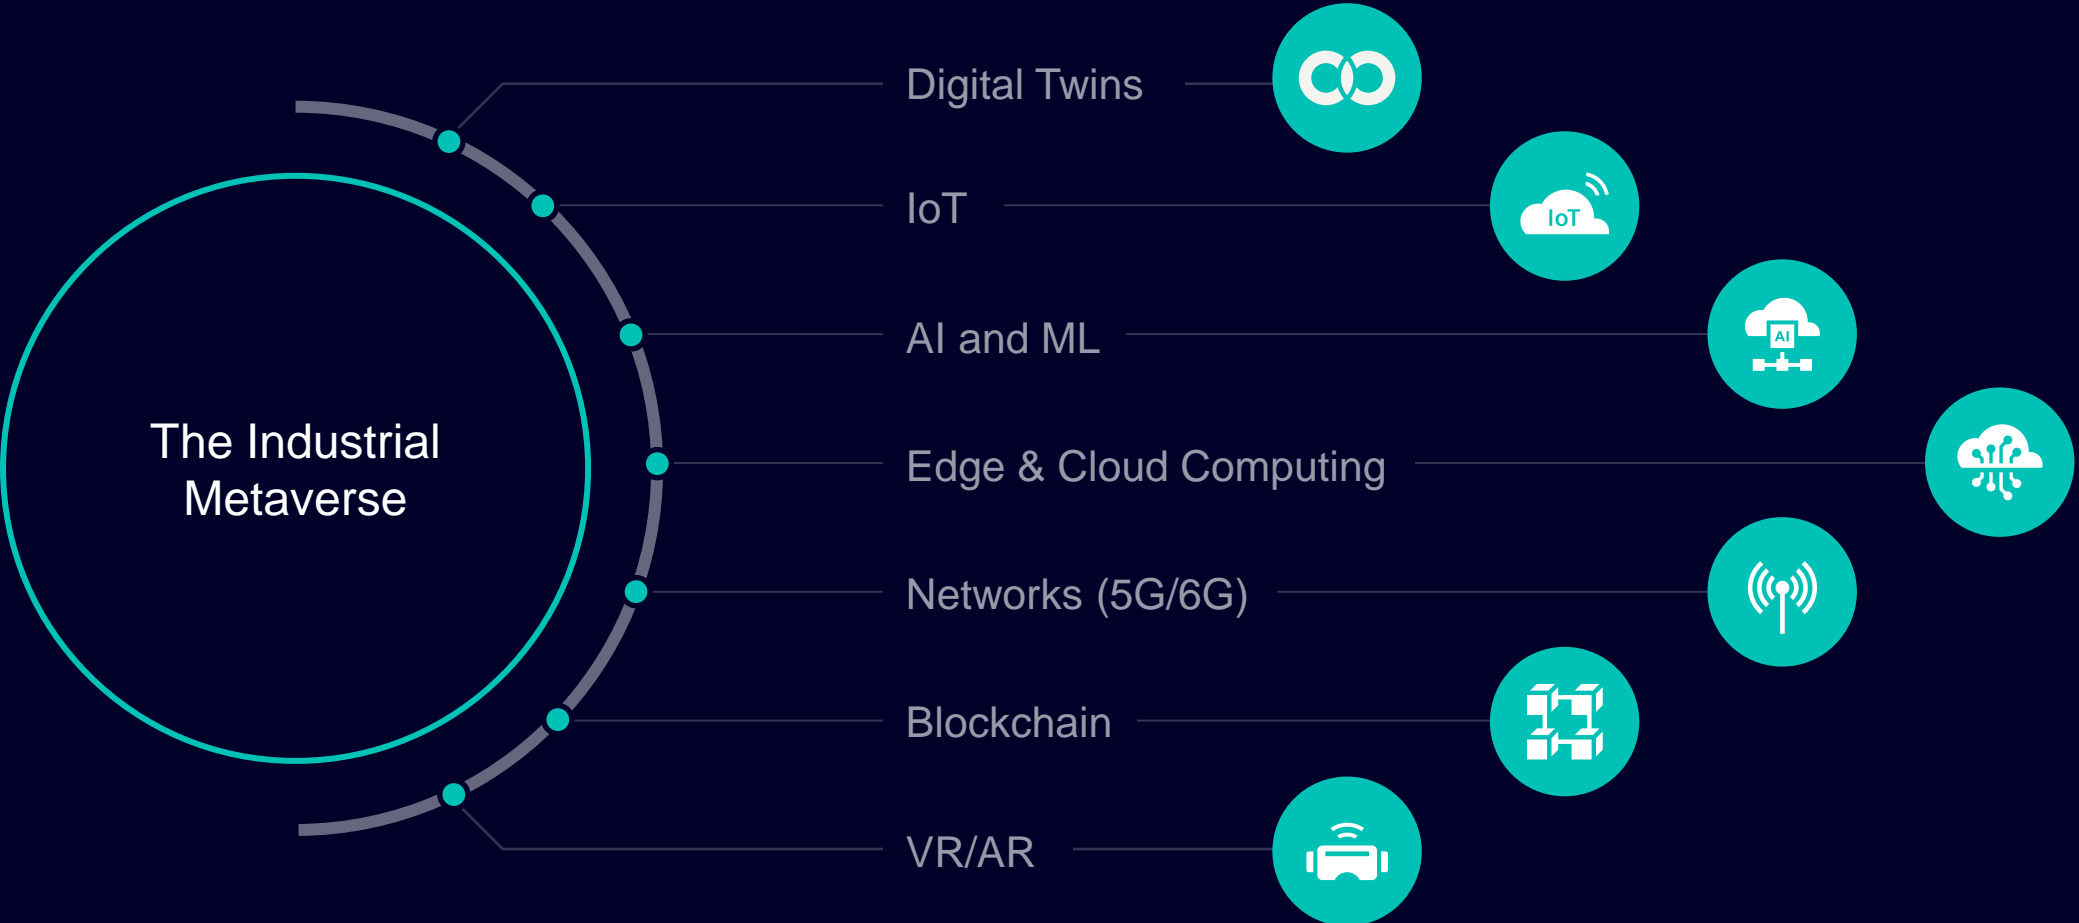 The Industrial
Metaverse
Digital Twins
IoT
IoT
AI and ML
AI
Edge & Cloud Computing
Networks (5G/6G)
Blockchain
VR/AR